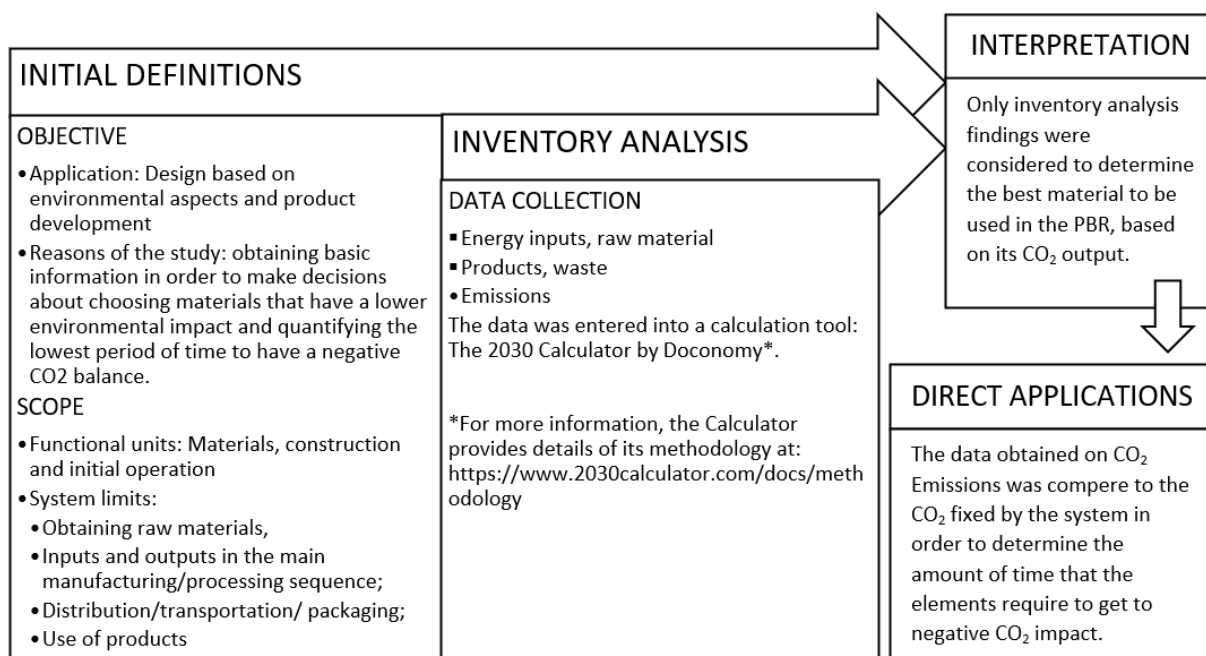 INITIAL DEFINITIONS
OBJECTIVE
•Application: Design based on
environmental aspects and product
development
•Reasons of the study: obtaining basic
information in order to make decisions
about choosing materials that have a lower
environmental impact and quantifying the
lowest period of time to have a negative
CO2 balance.
SCOPE
•Functional units: Materials, construction
and initial operation
•System limits:
•Obtaining raw materials,
•Inputs and outputs in the main
manufacturing/processing sequence;
•Distribution/transportation/ packaging;
•Use of products
INVENTORY ANALYSIS
DATA COLLECTION
▪Energy inputs, raw material
▪Products, waste
•Emissions
The data was entered into a calculation tool:
The 2030 Calculator by Doconomy*.
*For more information, the Calculator
provides details of its methodology at:
https://www.2030calculator.com/docs/meth
odology
INTERPRETATION
Only inventory analysis
findings were
considered to determine
the best material to be
used in the PBR, based
on its CO₂ output.
DIRECT APPLICATIONS
The data obtained on CO₂
Emissions was compere to the
CO₂ fixed by the system in
order to determine the
amount of time that the
elements require to get to
negative CO₂ impact.